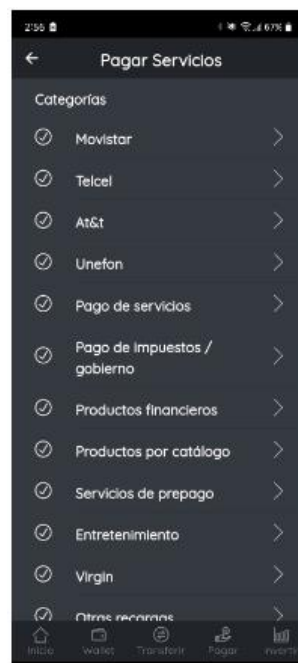 2:56
67%
Pagar Servicios
Categorías
Movistar
Telcel
At&t
Unefon
Pago de servicios
Pago de impuestos /
gobierno
Productos financieros
Productos por catálogo
Servicios de prepago
Entretenimiento
Virgin
Otras recargas
Inicio Wallet Transferir Pagar Invertir